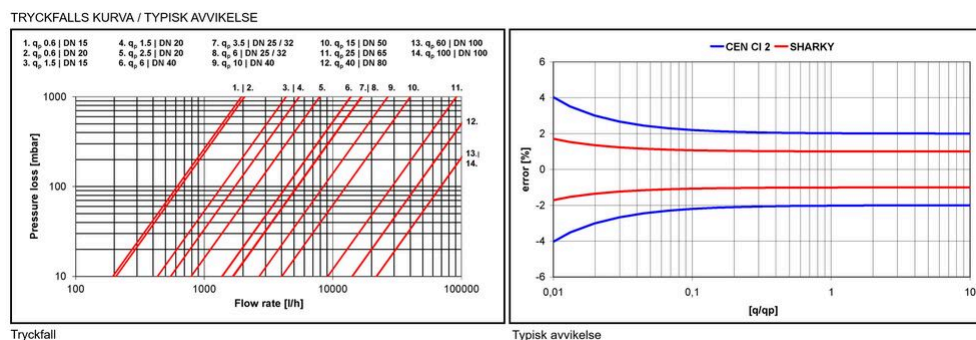 TRYCKFALLS KURVA / TYPISK AVVIKELSE
1. qp 0.6 | DN 15 4. qp 1.5 | DN 20 7. qp 3.5 | DN 25 / 32 10. qp 15 | DN 50 13. qp 60 | DN 100
2. qp 0.6 | DN 20 5. qp 2.5 | DN 20 8. qp 6 | DN 25 / 32 11. qp 25 | DN 65 14. qp 100 | DN 100
3. qp 1.5 | DN 15 6. qp 6 | DN 40 9. qp 10 | DN 40 12. qp 40 | DN 80
1. | 2. 3. | 4. 5. 6. 7.| 8. 9. 10. 11.
12.
13.|
14.
Pressure loss [mbar]
1000
100
10
100 1000 10000 100000
Flow rate [l/h]
Tryckfall
CEN Cl 2 SHARKY
error [%]
6
4
2
0
-2
-4
-6
0,01 0,1 1 10
[q/qp]
Typisk avvikelse